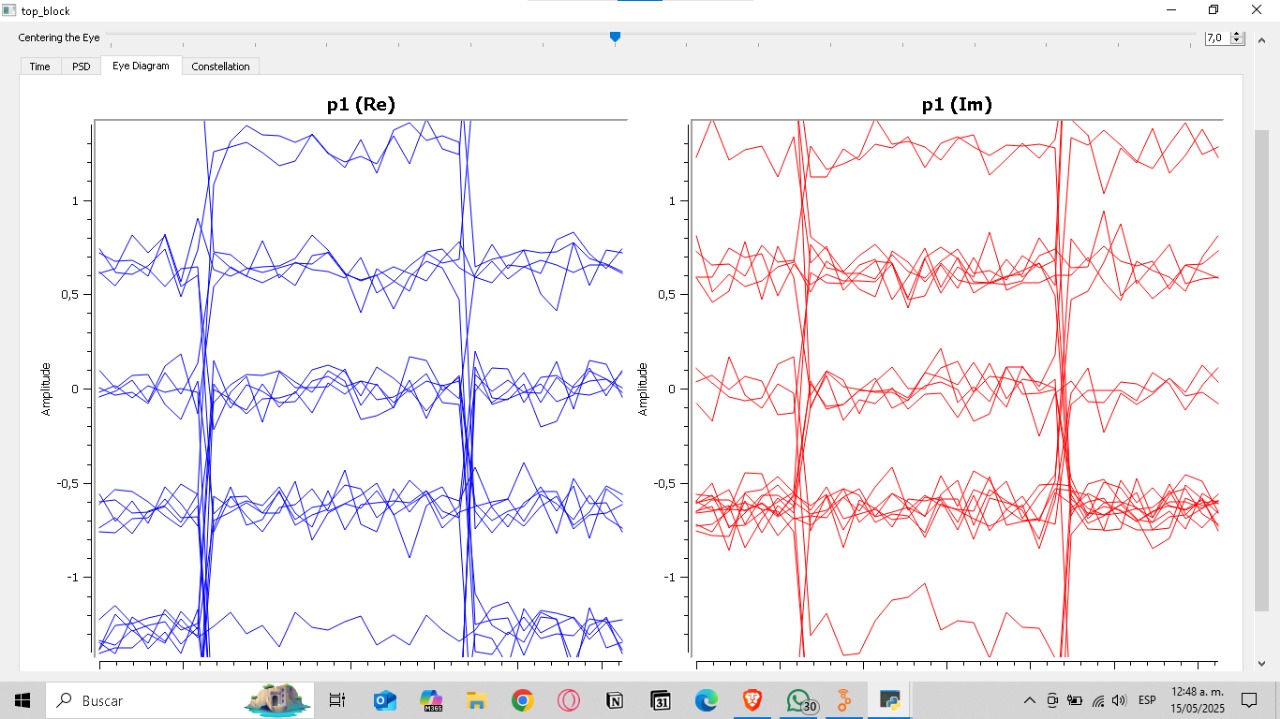 top_block
Centering the Eye
7,0
Time PSD Eye Diagram Constellation
p1 (Re)
1
0,5
0
-0,5
-1
Amplitude
p1 (Im)
1
0,5
0
-0,5
-1
Amplitude
Buscar
M365
31
30
ESP
12:48 a. m.
15/05/2025